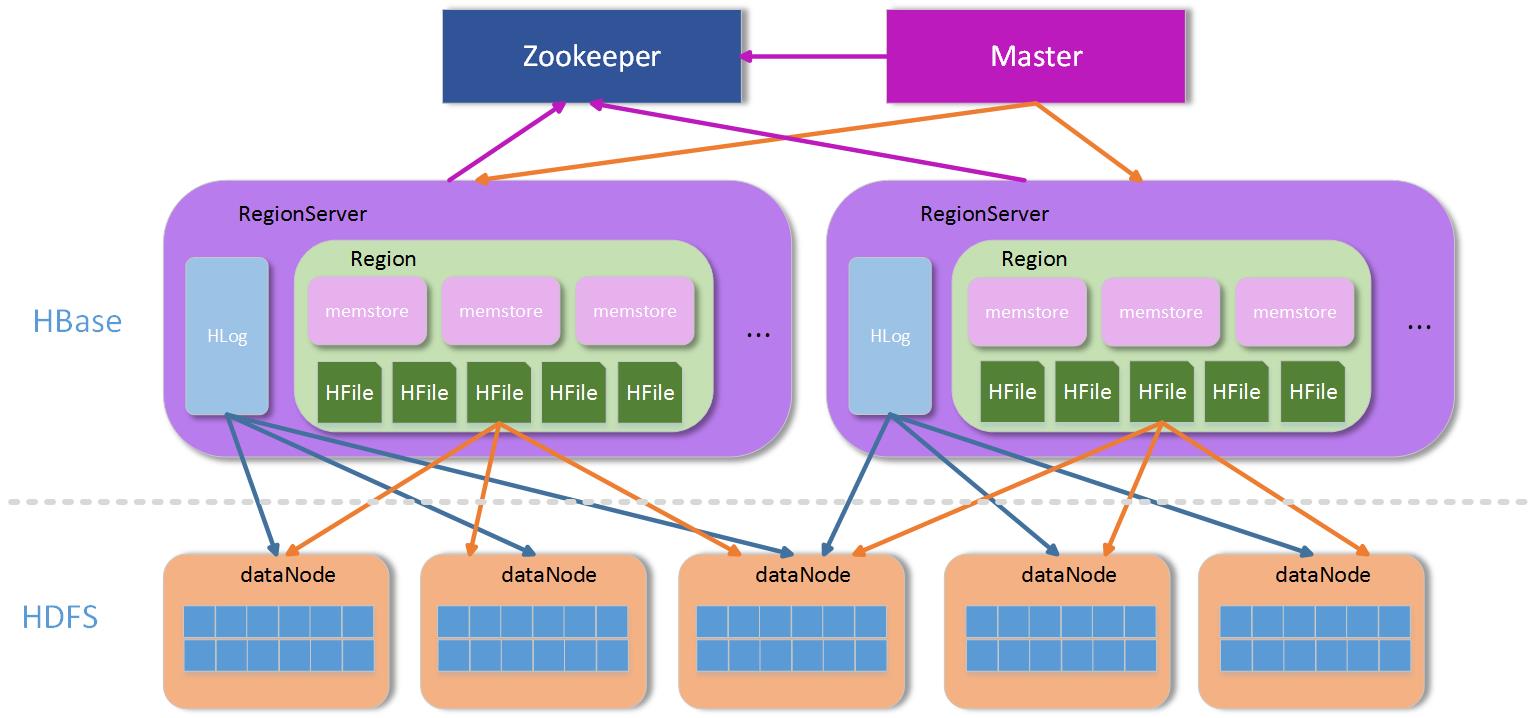 Zookeeper
Master
RegionServer
RegionServer
Region
Region
memstore
memstore
memstore
memstore
memstore
memstore
HBase
HLog
...
HLog
...
HFile
HFile
HFile
HFile
HFile
HFile
HFile
HFile
HFile
HFile
dataNode
dataNode
dataNode
dataNode
dataNode
HDFS